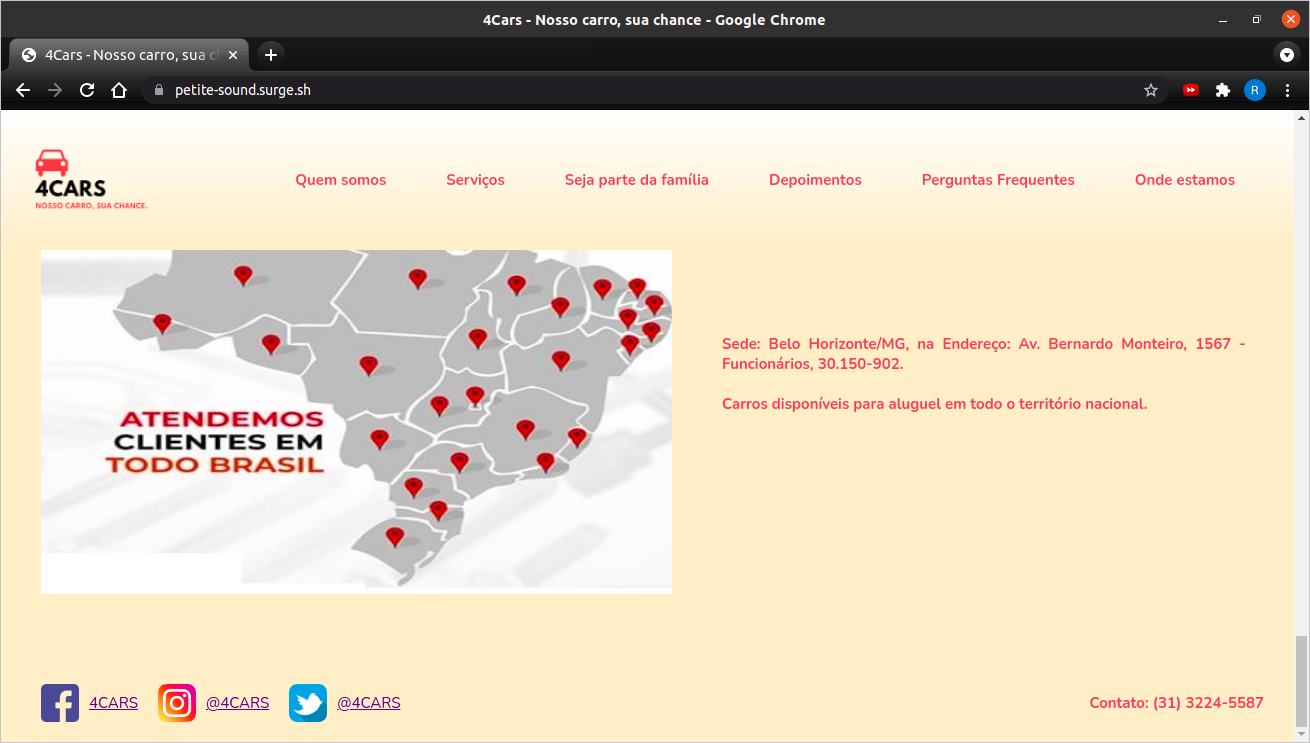 4Cars - Nosso carro, sua chance - Google Chrome
4Cars - Nosso carro, sua c
petite-sound.surge.sh
R
4CARS
NOSSO CARRO, SUA CHANCE.
Quem somos
Serviços
Seja parte da família
Depoimentos
Perguntas Frequentes
Onde estamos
ATENDEMOS
CLIENTES EM
TODO BRASIL
Sede: Belo Horizonte/MG, na Endereço: Av. Bernardo Monteiro, 1567 -
Funcionários, 30.150-902.
Carros disponíveis para aluguel em todo o território nacional.
4CARS
@4CARS
@4CARS
Contato: (31) 3224-5587